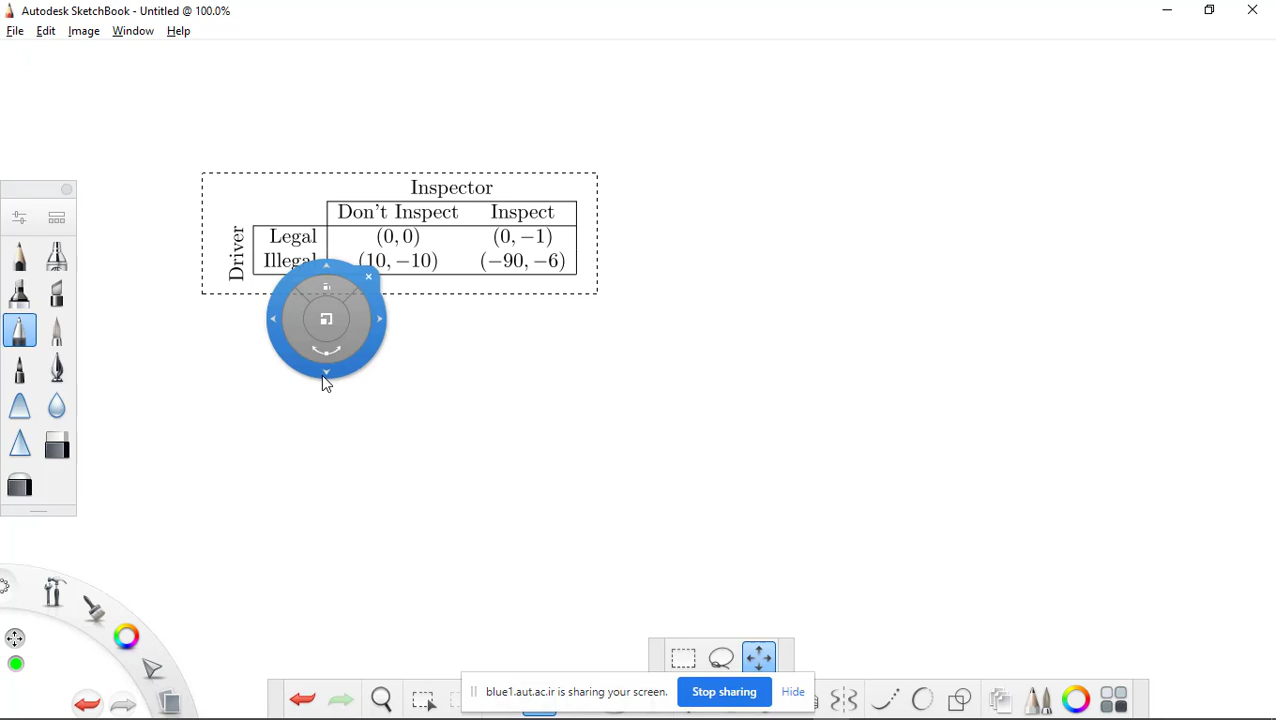 Autodesk SketchBook - Untitled @ 100.0%
File Edit Image Window Help
Inspector
Don't Inspect Inspect
Driver
Legal (0, 0) (0, −1)
Illegal (10, −10) (−90, −6)
blue1.aut.ac.ir is sharing your screen. Stop sharing Hide